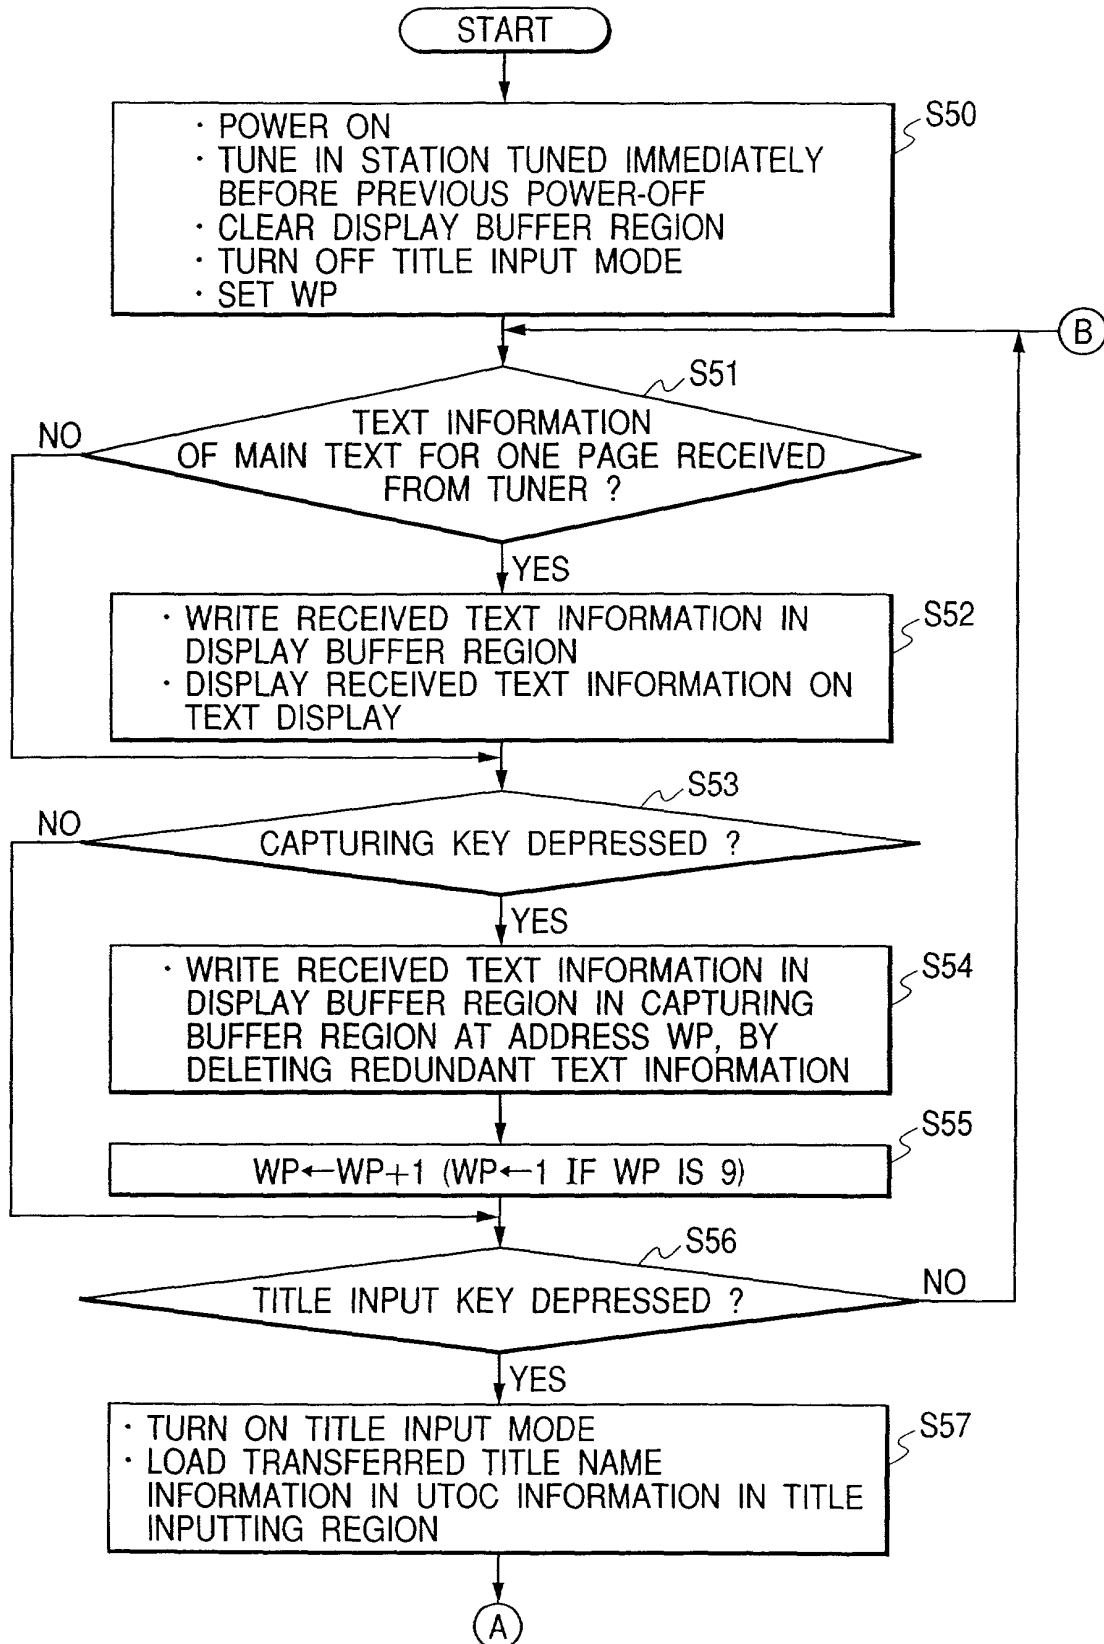 START
S50
· POWER ON
· TUNE IN STATION TUNED IMMEDIATELY
BEFORE PREVIOUS POWER-OFF
· CLEAR DISPLAY BUFFER REGION
· TURN OFF TITLE INPUT MODE
· SET WP
B
S51
NO
TEXT INFORMATION
OF MAIN TEXT FOR ONE PAGE RECEIVED
FROM TUNER ?
YES
S52
· WRITE RECEIVED TEXT INFORMATION IN
DISPLAY BUFFER REGION
· DISPLAY RECEIVED TEXT INFORMATION ON
TEXT DISPLAY
S53
NO
CAPTURING KEY DEPRESSED ?
YES
S54
· WRITE RECEIVED TEXT INFORMATION IN
DISPLAY BUFFER REGION IN CAPTURING
BUFFER REGION AT ADDRESS WP, BY
DELETING REDUNDANT TEXT INFORMATION
S55
WP←WP+1 (WP←1 IF WP IS 9)
S56
TITLE INPUT KEY DEPRESSED ?
NO
YES
S57
· TURN ON TITLE INPUT MODE
· LOAD TRANSFERRED TITLE NAME
INFORMATION IN UTOC INFORMATION IN TITLE
INPUTTING REGION
A